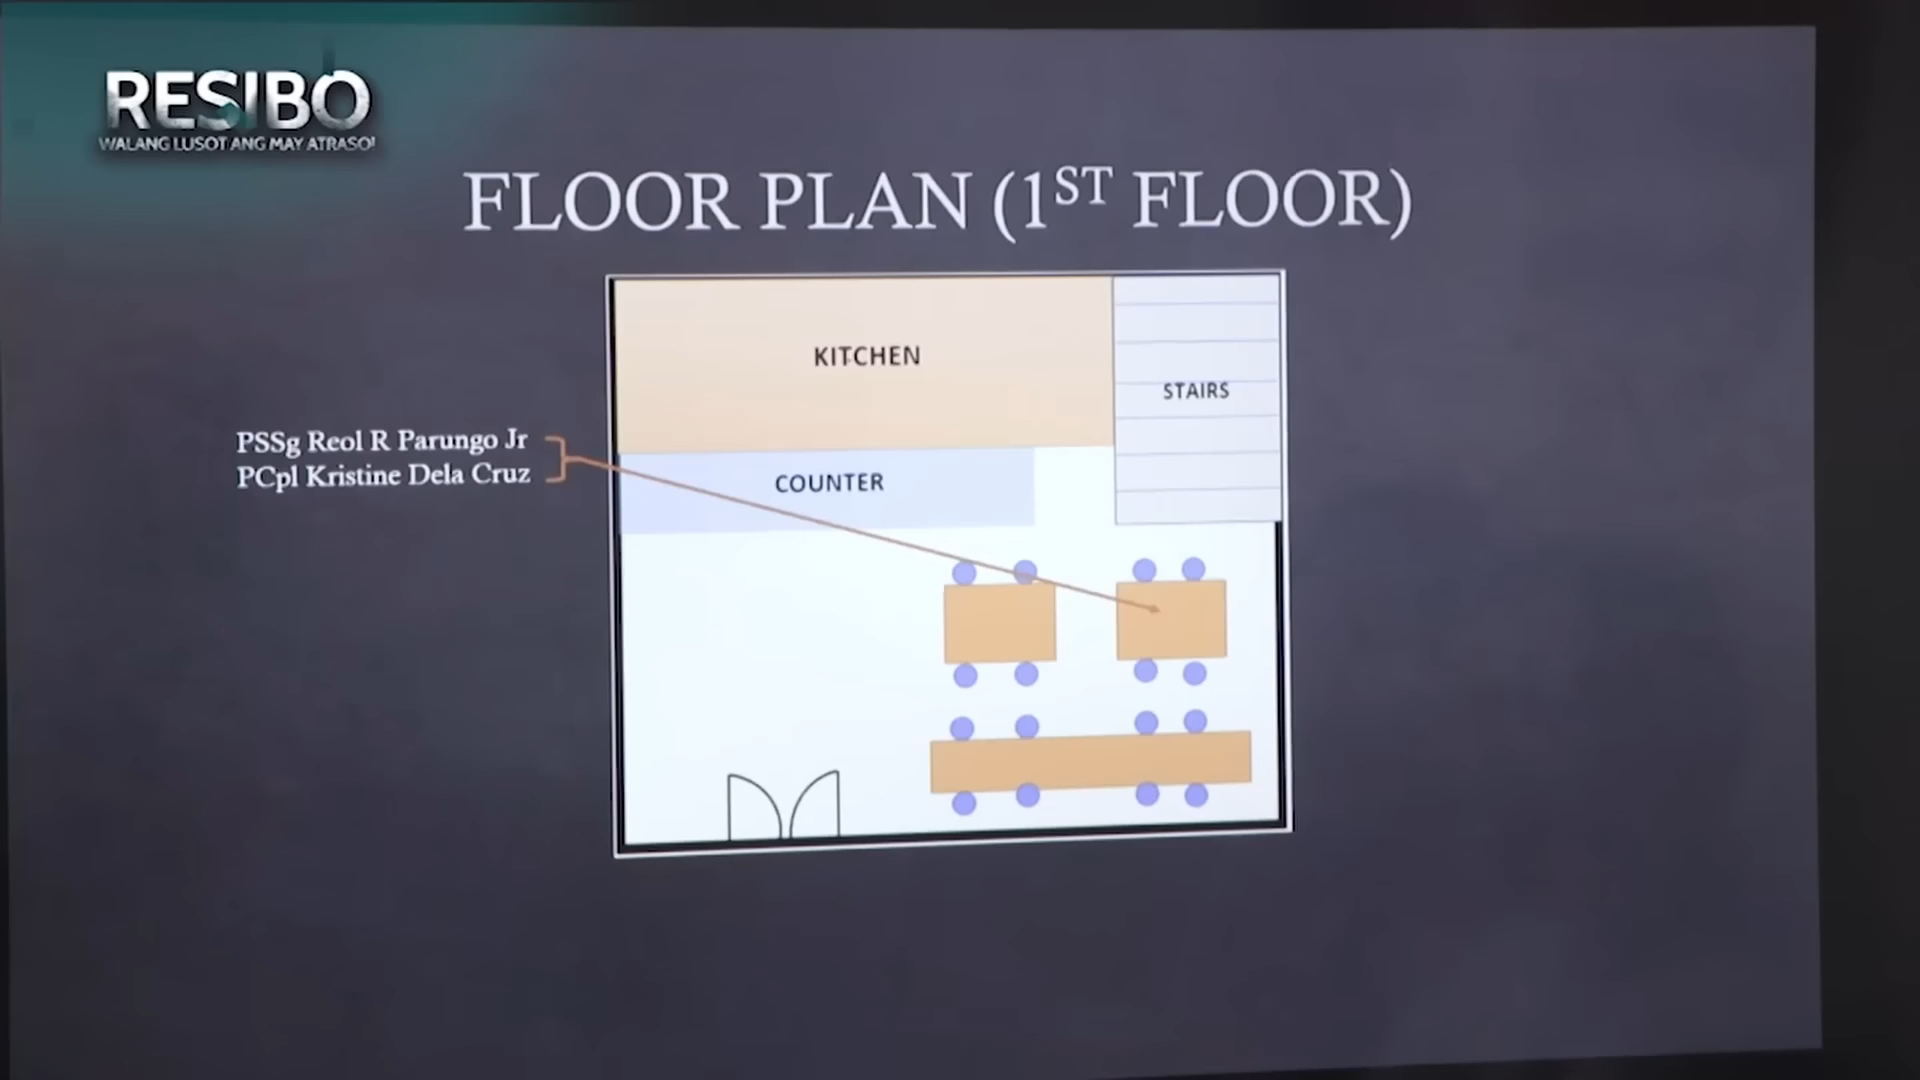 RESIBO
WALANG LUSOT ANG MAY ATRASO!
FLOOR PLAN (1ST FLOOR)
KITCHEN
STAIRS
PSSg Reol R Parungo Jr
PCpl Kristine Dela Cruz
COUNTER